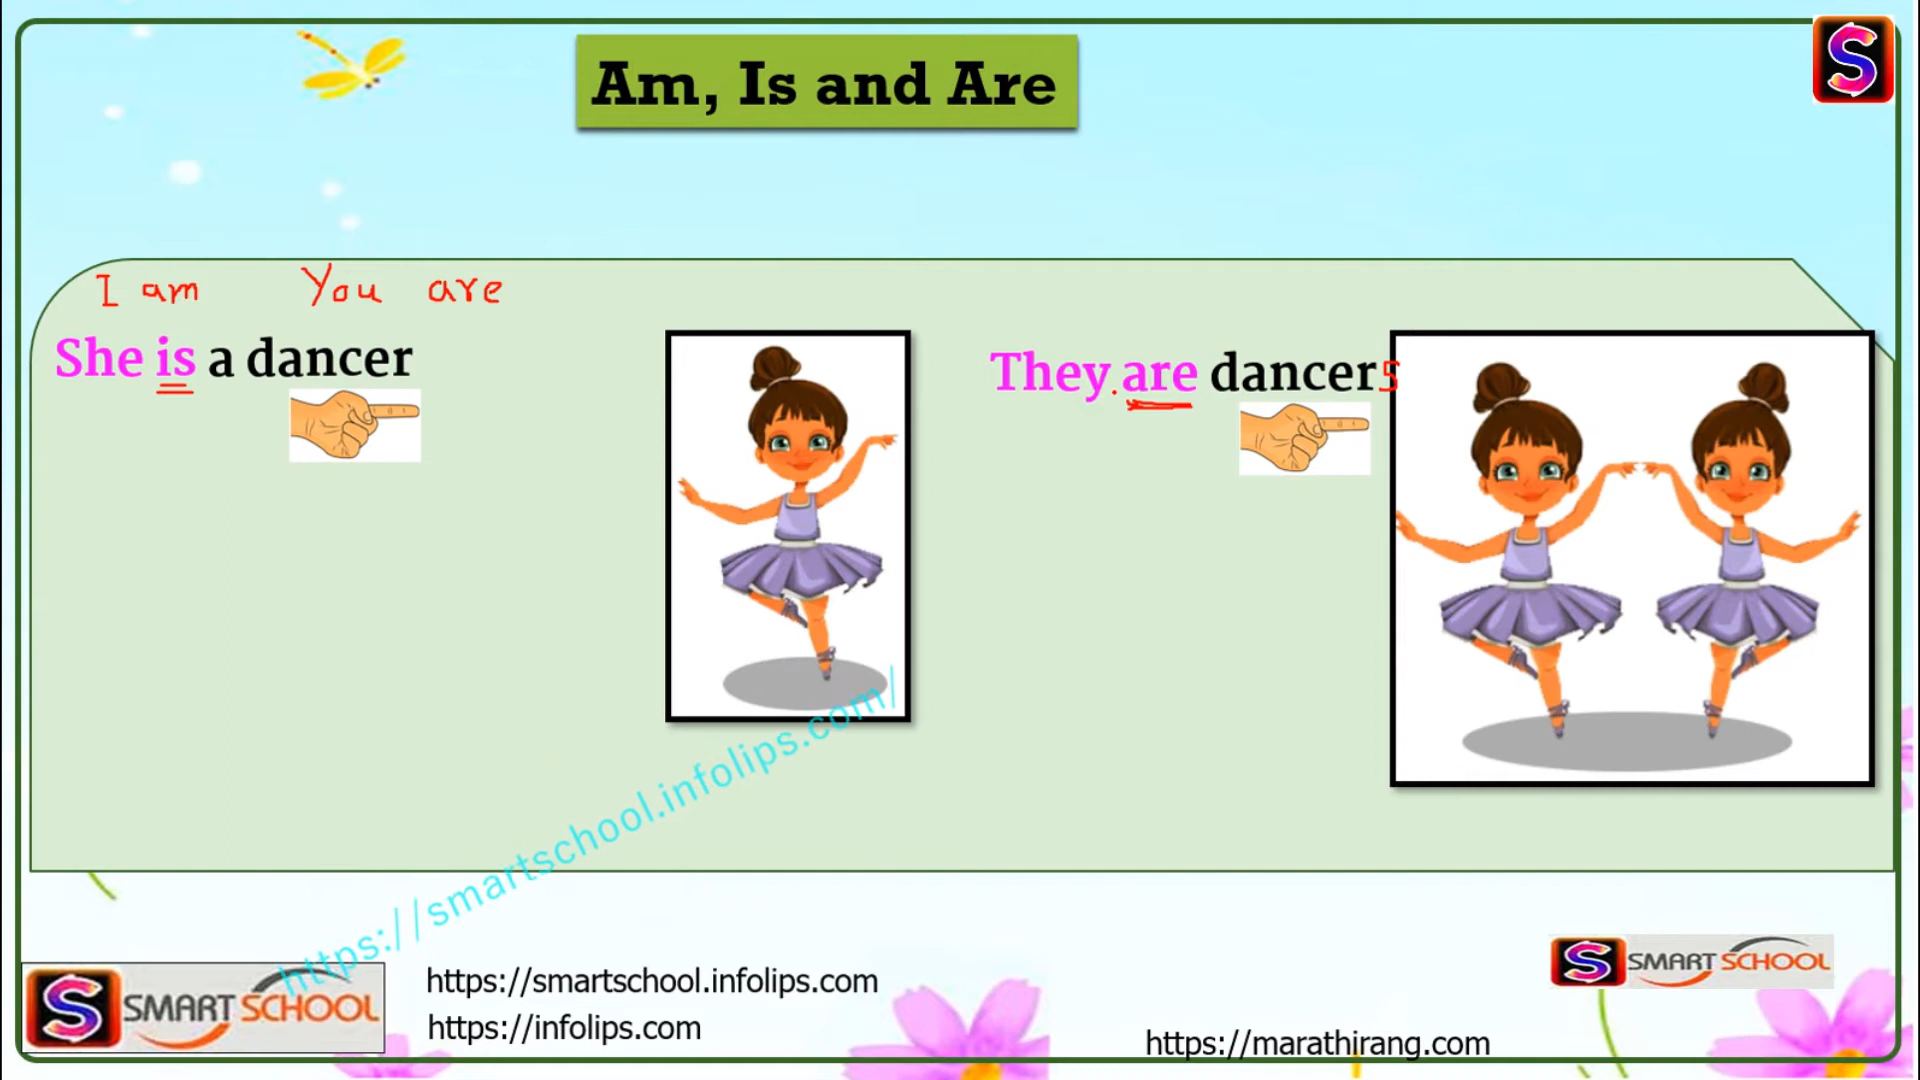 Am, Is and Are
S
I am You are
She is a dancer
They are dancers
https://smartschool.infolips.com/
S SMART SCHOOL
https://smartschool.infolips.com
https://infolips.com
S SMART SCHOOL
https://marathirang.com